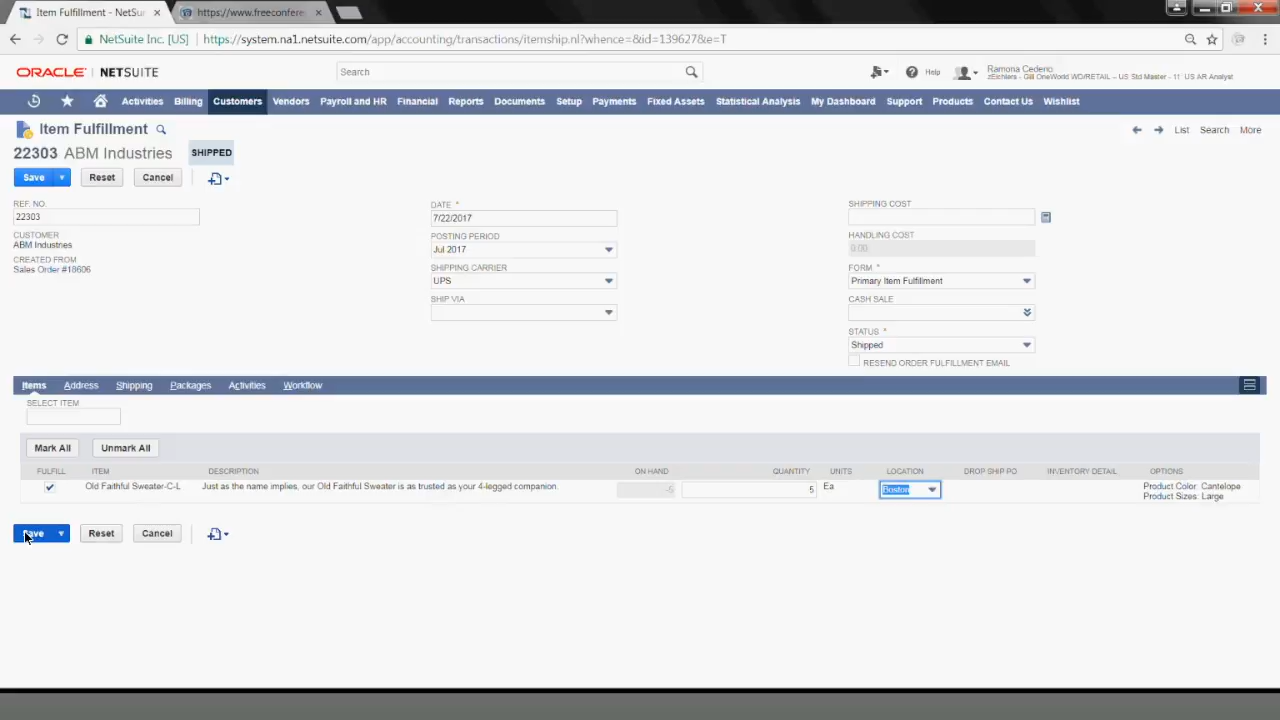 Item Fulfillment - NetSu
https://www.freeconfere
NetSuite Inc. [US] https://system.na1.netsuite.com/app/accounting/transactions/itemship.nl?whence=&id=139627&e=T
ORACLE NETSUITE
Search
Help
Ramona Cedeno
zEichlers - Gill OneWorld WD/RETAIL – US Std Master - 11 US AR Analyst
Activities Billing Customers Vendors Payroll and HR Financial Reports Documents Setup Payments Fixed Assets Statistical Analysis My Dashboard Support Products Contact Us Wishlist
Item Fulfillment
List Search More
22303 ABM Industries SHIPPED
Save Reset Cancel
REF. NO.
22303
CUSTOMER
ABM Industries
CREATED FROM
Sales Order #18606
DATE *
7/22/2017
POSTING PERIOD
Jul 2017
SHIPPING CARRIER
UPS
SHIP VIA
SHIPPING COST
HANDLING COST
0.00
FORM *
Primary Item Fulfillment
CASH SALE
STATUS *
Shipped
RESEND ORDER FULFILLMENT EMAIL
Items Address Shipping Packages Activities Workflow
SELECT ITEM
Mark All Unmark All
FULFILL ITEM DESCRIPTION ON HAND QUANTITY UNITS LOCATION DROP SHIP PO INVENTORY DETAIL OPTIONS
Old Faithful Sweater-C-L Just as the name implies, our Old Faithful Sweater is as trusted as your 4-legged companion. -5 5 Ea Boston Product Color: Cantelope
Product Sizes: Large
Save Reset Cancel